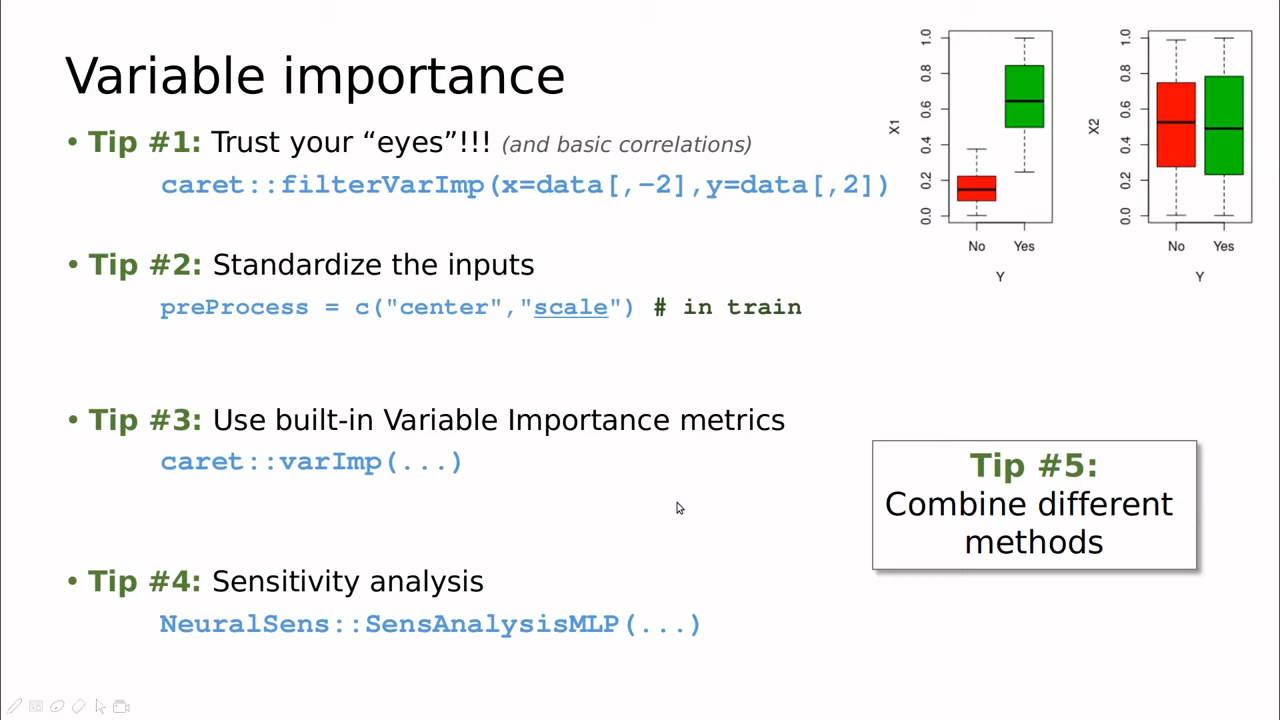 Variable importance
• Tip #1: Trust your “eyes”!!! (and basic correlations)
caret::filterVarImp(x=data[,−2],y=data[,2])
• Tip #2: Standardize the inputs
preProcess = c("center","scale") # in train
• Tip #3: Use built-in Variable Importance metrics
caret::varImp(...)
• Tip #4: Sensitivity analysis
NeuralSens::SensAnalysisMLP(...)
Tip #5:
Combine different
methods
X1
1.0
0.8
0.6
0.4
0.2
0.0
No Yes
Y
X2
1.0
0.8
0.6
0.4
0.2
0.0
No Yes
Y